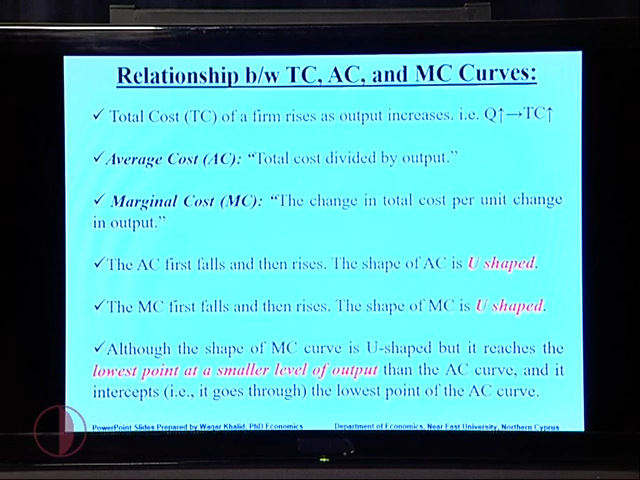 Relationship b/w TC, AC, and MC Curves:
✓ Total Cost (TC) of a firm rises as output increases. i.e. Q↑→TC↑
✓ Average Cost (AC): “Total cost divided by output.”
✓ Marginal Cost (MC): “The change in total cost per unit change
in output.”
✓The AC first falls and then rises. The shape of AC is U shaped.
✓The MC first falls and then rises. The shape of MC is U shaped.
✓Although the shape of MC curve is U-shaped but it reaches the
lowest point at a smaller level of output than the AC curve, and it
intercepts (i.e., it goes through) the lowest point of the AC curve.
PowerPoint Slides Prepared by Waqar Khalid, PhD Economics Department of Economics, Near East University, Northern Cyprus